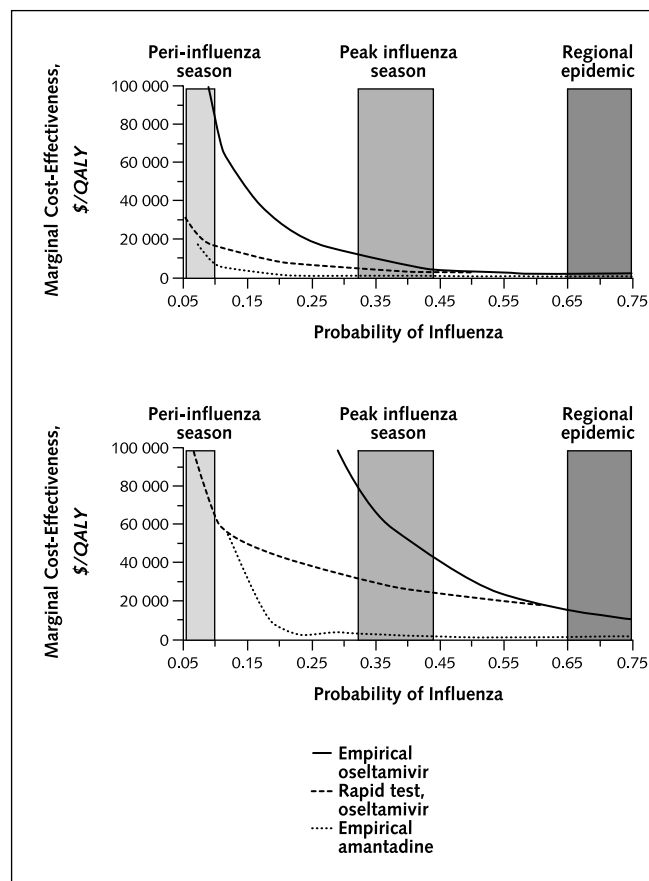 Peri-influenza
season
Peak influenza
season
Regional
epidemic
Marginal Cost-Effectiveness,
$/QALY
100 000
80 000
60 000
40 000
20 000
0
0.05 0.15 0.25 0.35 0.45 0.55 0.65 0.75
Probability of Influenza
Peri-influenza
season
Peak influenza
season
Regional
epidemic
Marginal Cost-Effectiveness,
$/QALY
100 000
80 000
60 000
40 000
20 000
0
0.05 0.15 0.25 0.35 0.45 0.55 0.65 0.75
Probability of Influenza
Empirical
oseltamivir
Rapid test,
oseltamivir
Empirical
amantadine